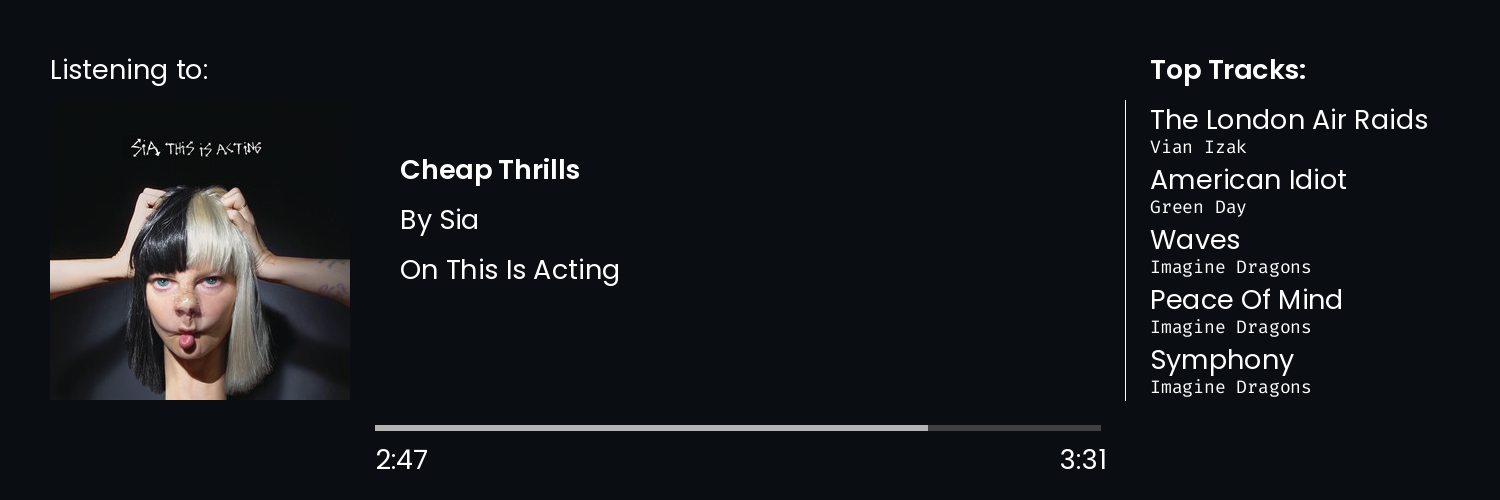 Listening to:
SiA THiS iS ACTiNG
Cheap Thrills
By Sia
On This Is Acting
2:47
3:31
Top Tracks:
The London Air Raids
Vian Izak
American Idiot
Green Day
Waves
Imagine Dragons
Peace Of Mind
Imagine Dragons
Symphony
Imagine Dragons